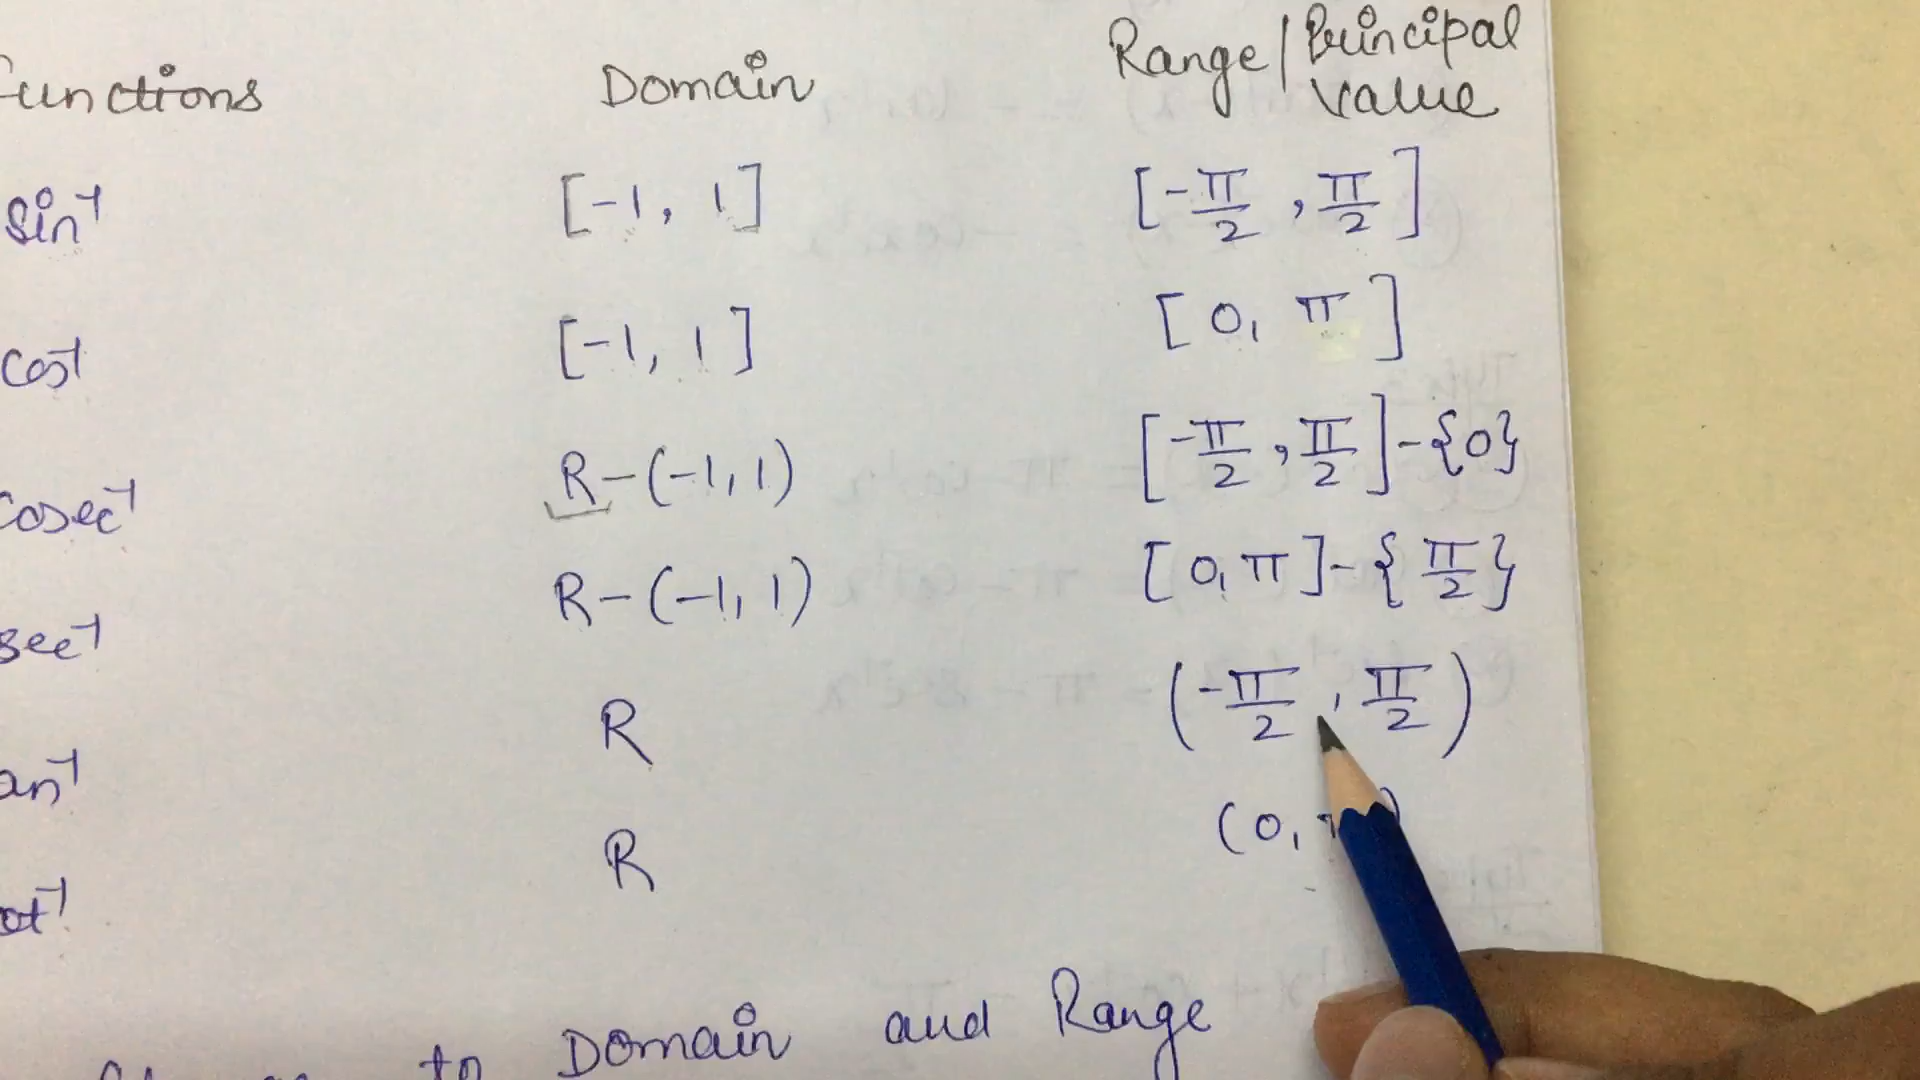 Functions Domain Range/Principal Value
sin⁻¹ [-1, 1] [-π/2, π/2]
cos⁻¹ [-1, 1] [0, π]
cosec⁻¹ R-(-1, 1) [-π/2, π/2]-{0}
sec⁻¹ R-(-1, 1) [0, π]-{π/2}
an⁻¹ R (-π/2, π/2)
ot⁻¹ R (0, π)
to Domain and Range